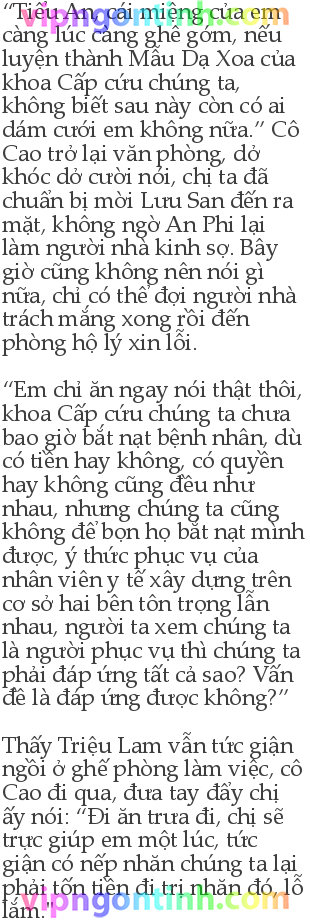 vipngontinh.com
“Tiểu An, cái miệng của em
càng lúc càng ghê gớm, nếu
luyện thành Mẫu Dạ Xoa của
khoa Cấp cứu chúng ta,
không biết sau này còn có ai
dám cưới em không nữa.” Cô
Cao trở lại văn phòng, dở
khóc dở cười nói, chị ta đã
chuẩn bị mời Lưu San đến ra
mặt, không ngờ An Phi lại
làm người nhà kinh sợ. Bây
giờ cũng không nên nói gì
nữa, chỉ có thể đợi người nhà
trách mắng xong rồi đến
phòng hộ lý xin lỗi.
“Em chỉ ăn ngay nói thật thôi,
khoa Cấp cứu chúng ta chưa
bao giờ bắt nạt bệnh nhân, dù
có tiền hay không, có quyền
hay không cũng đều như
nhau, nhưng chúng ta cũng
không để bọn họ bắt nạt mình
được, ý thức phục vụ của
nhân viên y tế xây dựng trên
cơ sở hai bên tôn trọng lẫn
nhau, người ta xem chúng ta
là người phục vụ thì chúng ta
phải đáp ứng tất cả sao? Vấn
đề là đáp ứng được không?”
Thấy Triệu Lam vẫn tức giận
ngồi ở ghế phòng làm việc, cô
Cao đi qua, đưa tay đẩy chị
ấy nói: “Đi ăn trưa đi, chị sẽ
trực giúp em một lúc, tức
giận có nếp nhăn chúng ta lại
phải tốn tiền đi trị nhăn đó, lỗ
lắm."
vipngontinh.com